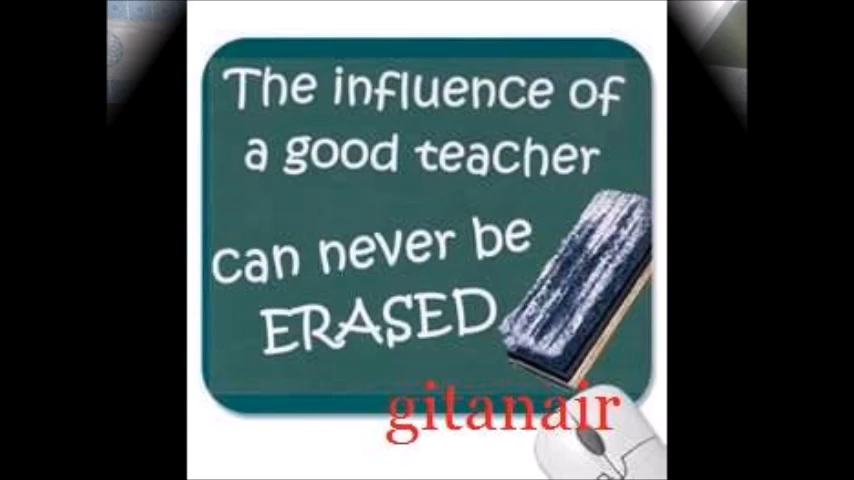 The influence of
a good teacher
can never be
ERASED
gitanair